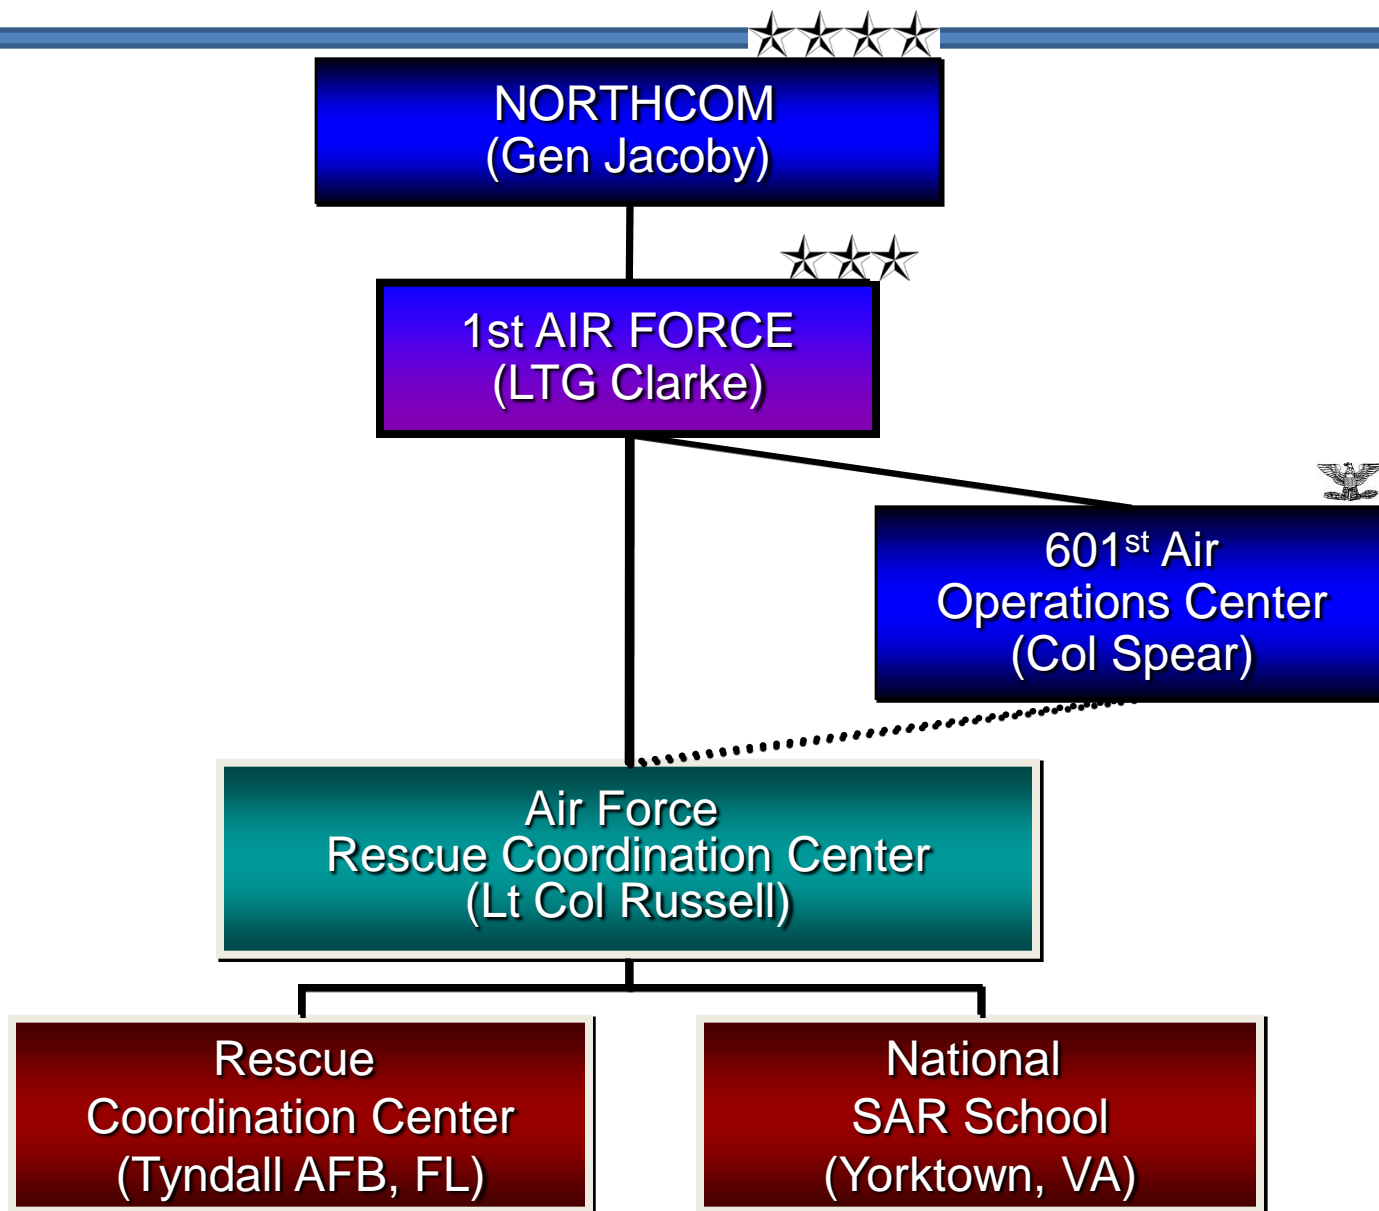 NORTHCOM
(Gen Jacoby)
1st AIR FORCE
(LTG Clarke)
601st Air
Operations Center
(Col Spear)
Air Force
Rescue Coordination Center
(Lt Col Russell)
Rescue
Coordination Center
(Tyndall AFB, FL)
National
SAR School
(Yorktown, VA)